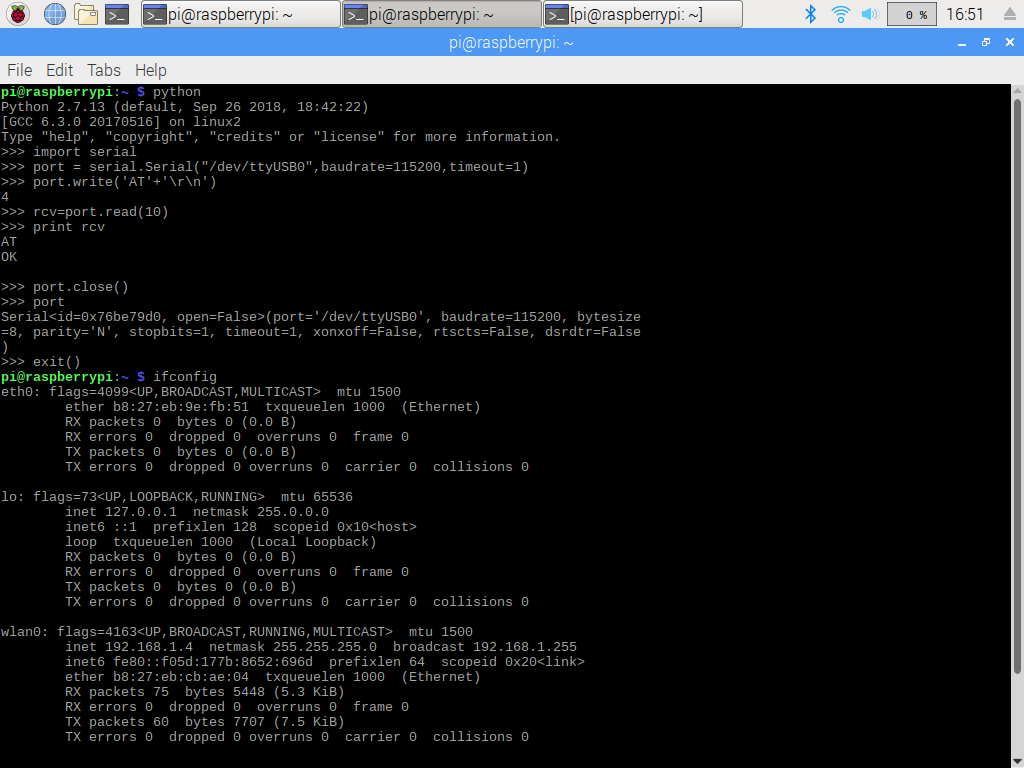 pi@raspberrypi: ~
pi@raspberrypi: ~
[pi@raspberrypi: ~]
0 %
16:51
pi@raspberrypi: ~
File Edit Tabs Help
pi@raspberrypi:~ $ python
Python 2.7.13 (default, Sep 26 2018, 18:42:22)
[GCC 6.3.0 20170516] on linux2
Type "help", "copyright", "credits" or "license" for more information.
>>> import serial
>>> port = serial.Serial("/dev/ttyUSB0",baudrate=115200,timeout=1)
>>> port.write('AT'+'\r\n')
4
>>> rcv=port.read(10)
>>> print rcv
AT
OK
>>> port.close()
>>> port
Serial<id=0x76be79d0, open=False>(port='/dev/ttyUSB0', baudrate=115200, bytesize
=8, parity='N', stopbits=1, timeout=1, xonxoff=False, rtscts=False, dsrdtr=False
)
>>> exit()
pi@raspberrypi:~ $ ifconfig
eth0: flags=4099<UP,BROADCAST,MULTICAST>  mtu 1500
        ether b8:27:eb:9e:fb:51  txqueuelen 1000  (Ethernet)
        RX packets 0  bytes 0 (0.0 B)
        RX errors 0  dropped 0  overruns 0  frame 0
        TX packets 0  bytes 0 (0.0 B)
        TX errors 0  dropped 0 overruns 0  carrier 0  collisions 0
lo: flags=73<UP,LOOPBACK,RUNNING>  mtu 65536
        inet 127.0.0.1  netmask 255.0.0.0
        inet6 ::1  prefixlen 128  scopeid 0x10<host>
        loop  txqueuelen 1000  (Local Loopback)
        RX packets 0  bytes 0 (0.0 B)
        RX errors 0  dropped 0  overruns 0  frame 0
        TX packets 0  bytes 0 (0.0 B)
        TX errors 0  dropped 0 overruns 0  carrier 0  collisions 0
wlan0: flags=4163<UP,BROADCAST,RUNNING,MULTICAST>  mtu 1500
        inet 192.168.1.4  netmask 255.255.255.0  broadcast 192.168.1.255
        inet6 fe80::f05d:177b:8652:696d  prefixlen 64  scopeid 0x20<link>
        ether b8:27:eb:cb:ae:04  txqueuelen 1000  (Ethernet)
        RX packets 75  bytes 5448 (5.3 KiB)
        RX errors 0  dropped 0  overruns 0  frame 0
        TX packets 60  bytes 7707 (7.5 KiB)
        TX errors 0  dropped 0 overruns 0  carrier 0  collisions 0